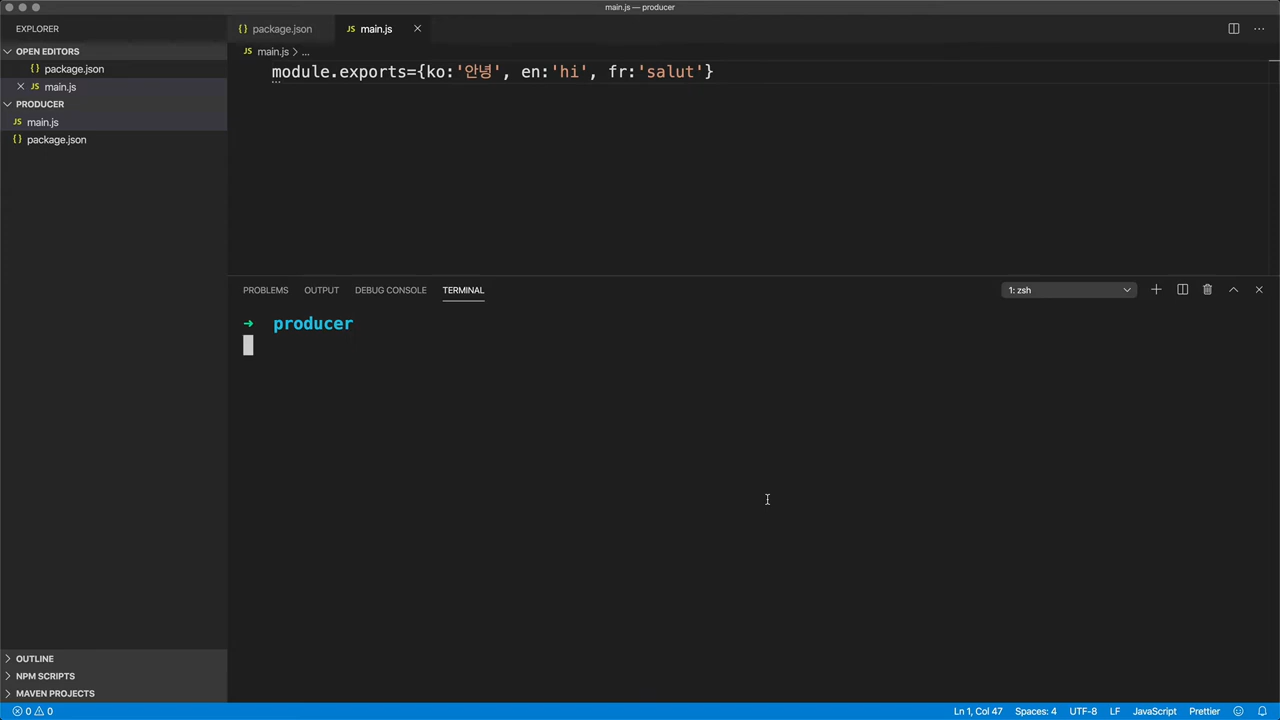 main.js — producer
EXPLORER
package.json
main.js
OPEN EDITORS
main.js > ...
package.json
module.exports={ko:'안녕', en:'hi', fr:'salut'}
main.js
PRODUCER
main.js
package.json
PROBLEMS OUTPUT DEBUG CONSOLE TERMINAL
1: zsh
→ producer
OUTLINE
NPM SCRIPTS
MAVEN PROJECTS
0 0
Ln 1, Col 47 Spaces: 4 UTF-8 LF JavaScript Prettier